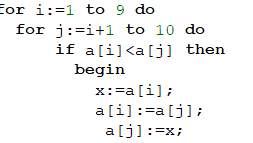 for i:=1 to 9 do
for j:=i+1 to 10 do
if a[i]<a[j] then
begin
x:=a[i];
a[i]:=a[j];
a[j]:=x;